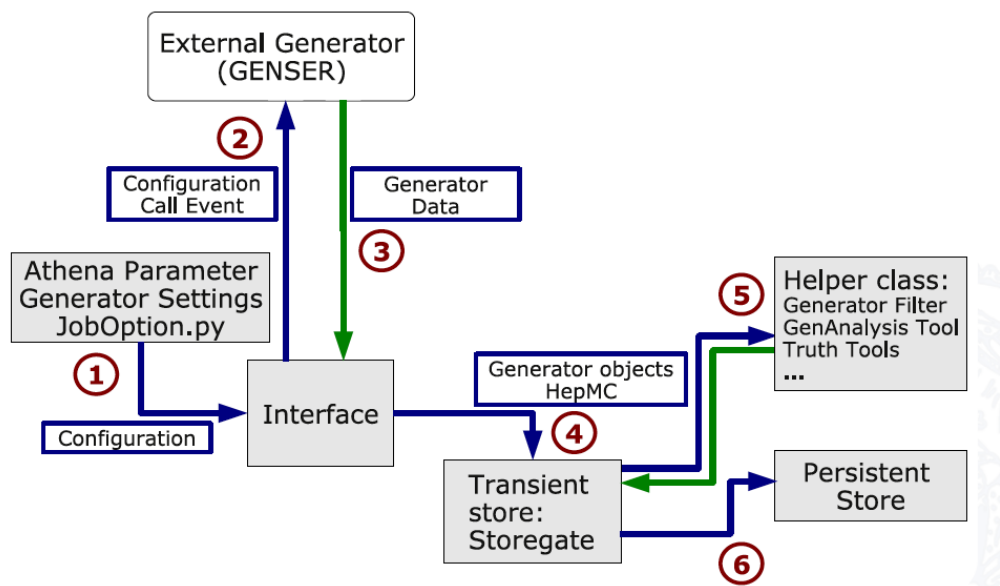 External Generator
(GENSER)
2
Configuration
Call Event
Generator
Data
3
Athena Parameter
Generator Settings
JobOption.py
1
Configuration
Interface
Generator objects
HepMC
4
5
Helper class:
Generator Filter
GenAnalysis Tool
Truth Tools
...
Transient
store:
Storegate
Persistent
Store
6